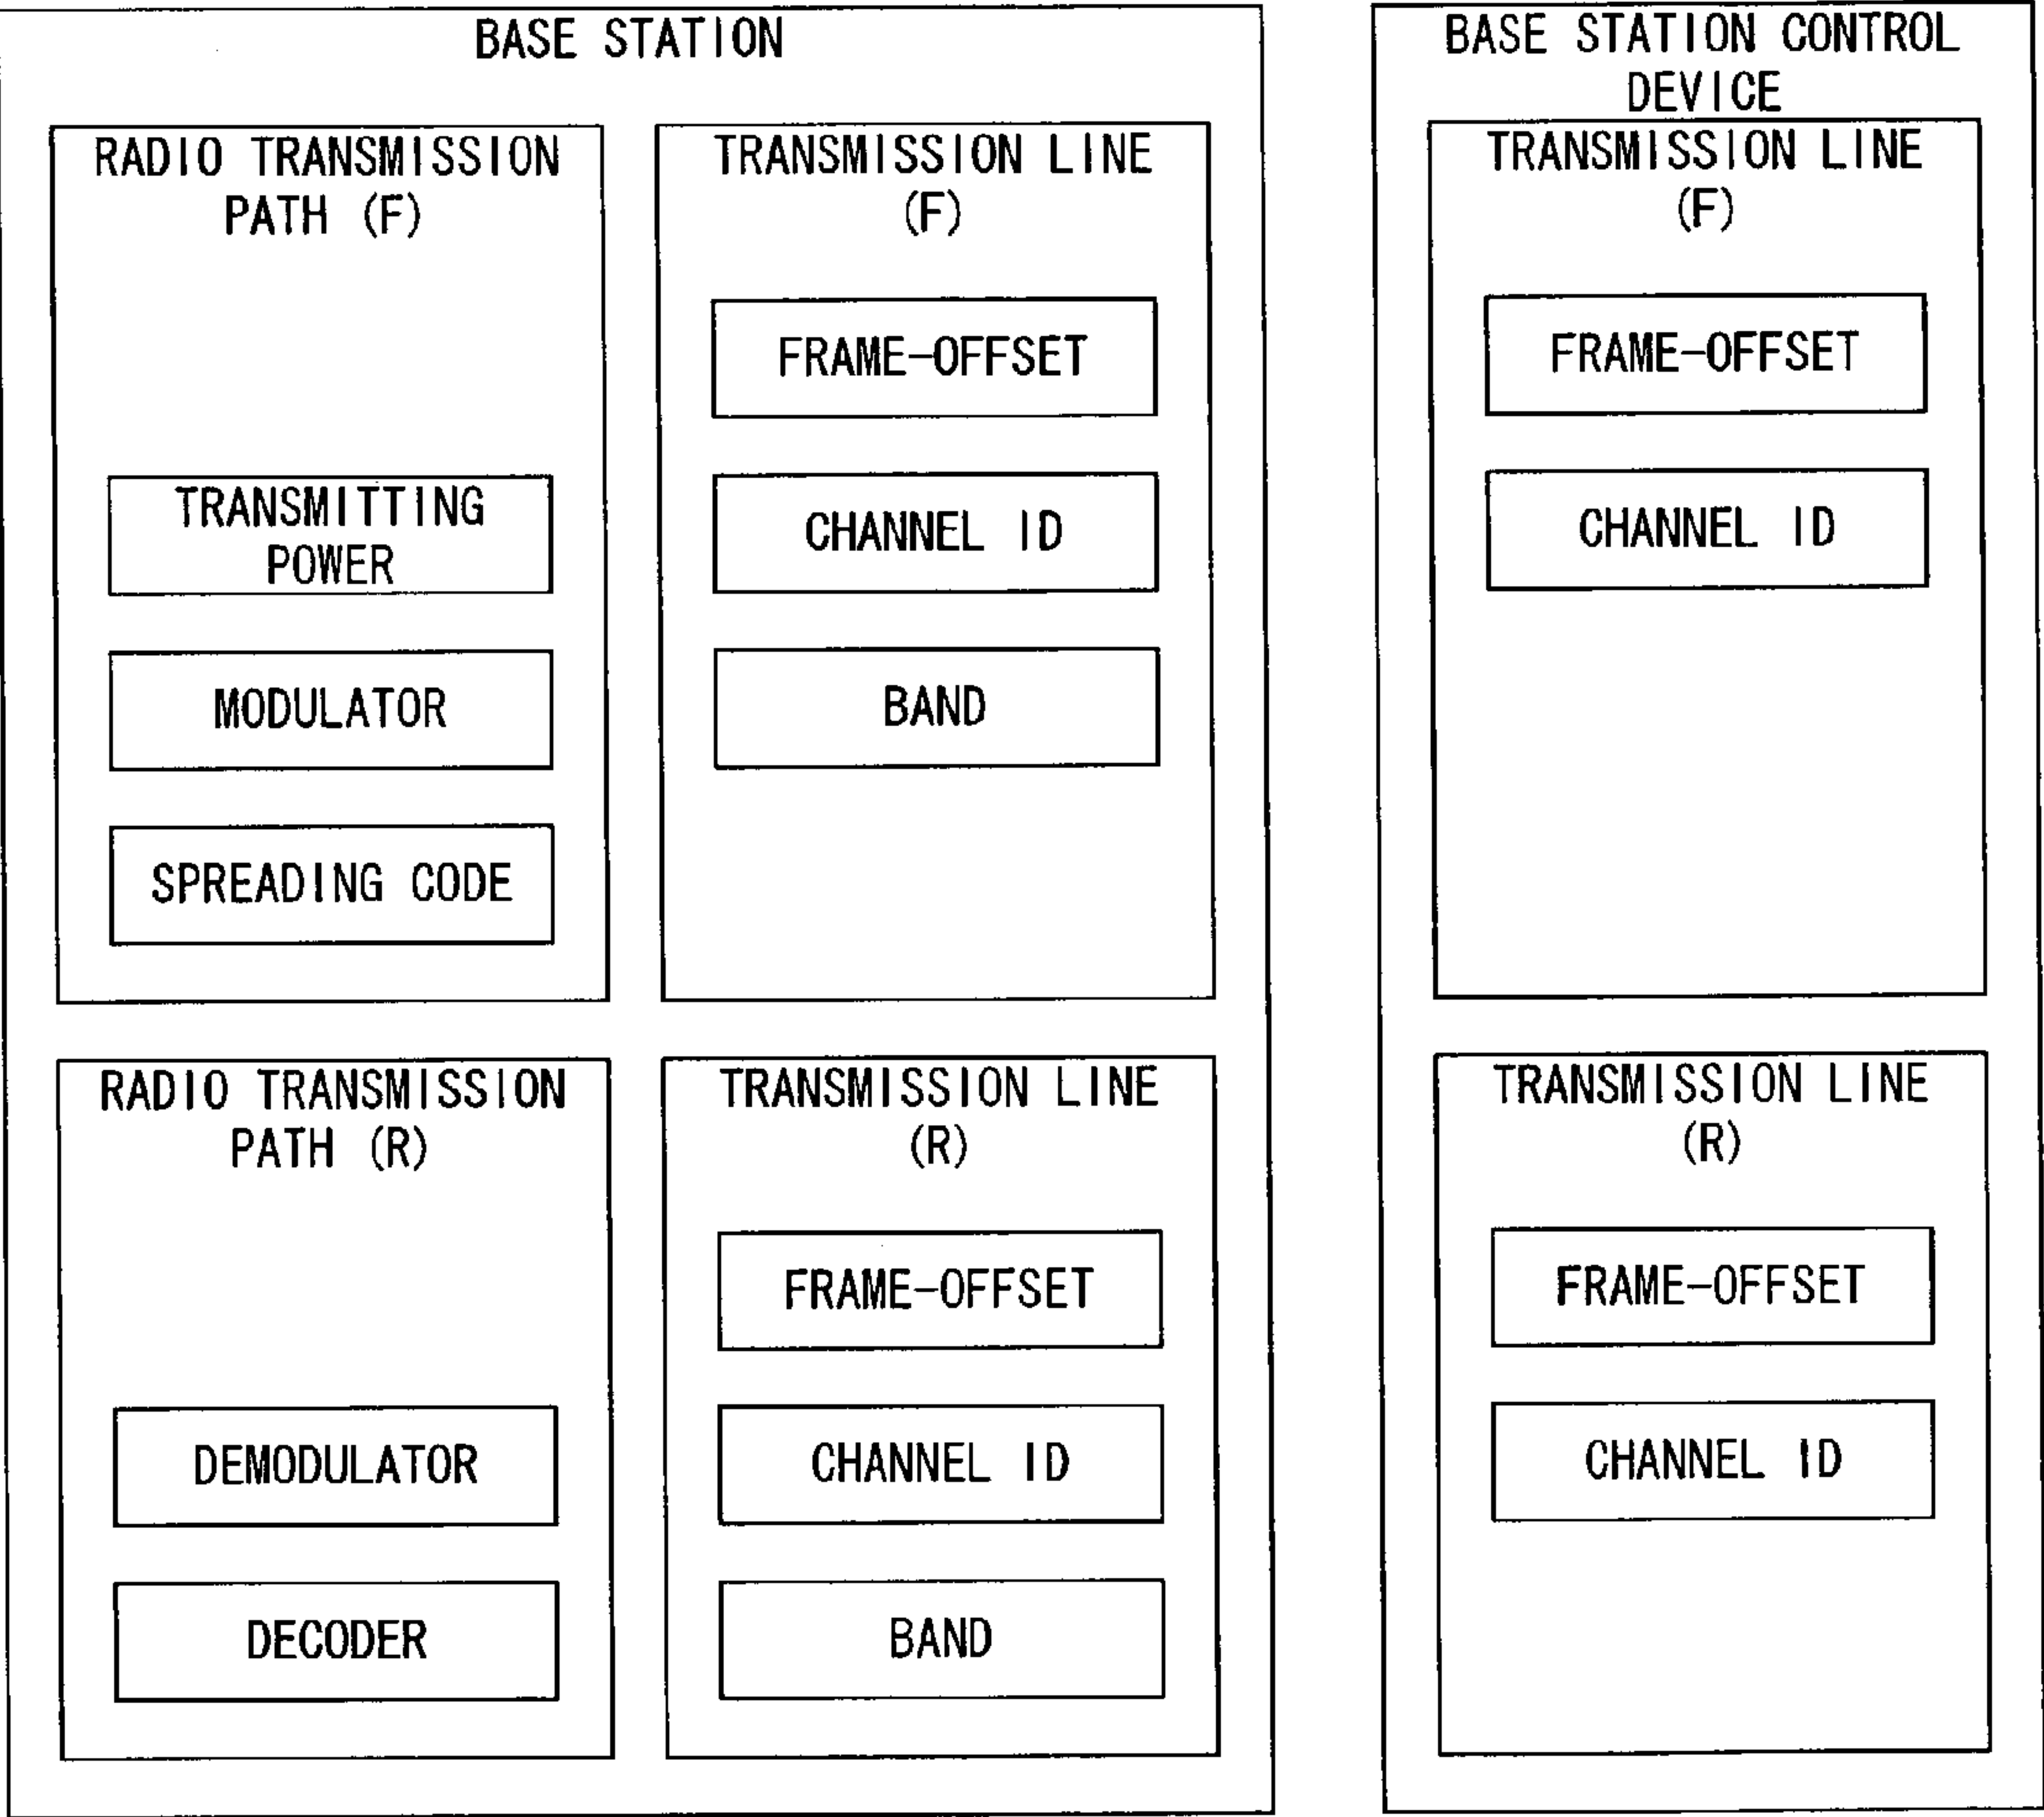 BASE STATION
RADIO TRANSMISSION
PATH (F)
TRANSMITTING
POWER
MODULATOR
SPREADING CODE
TRANSMISSION LINE
(F)
FRAME-OFFSET
CHANNEL ID
BAND
RADIO TRANSMISSION
PATH (R)
DEMODULATOR
DECODER
TRANSMISSION LINE
(R)
FRAME-OFFSET
CHANNEL ID
BAND
BASE STATION CONTROL
DEVICE
TRANSMISSION LINE
(F)
FRAME-OFFSET
CHANNEL ID
TRANSMISSION LINE
(R)
FRAME-OFFSET
CHANNEL ID